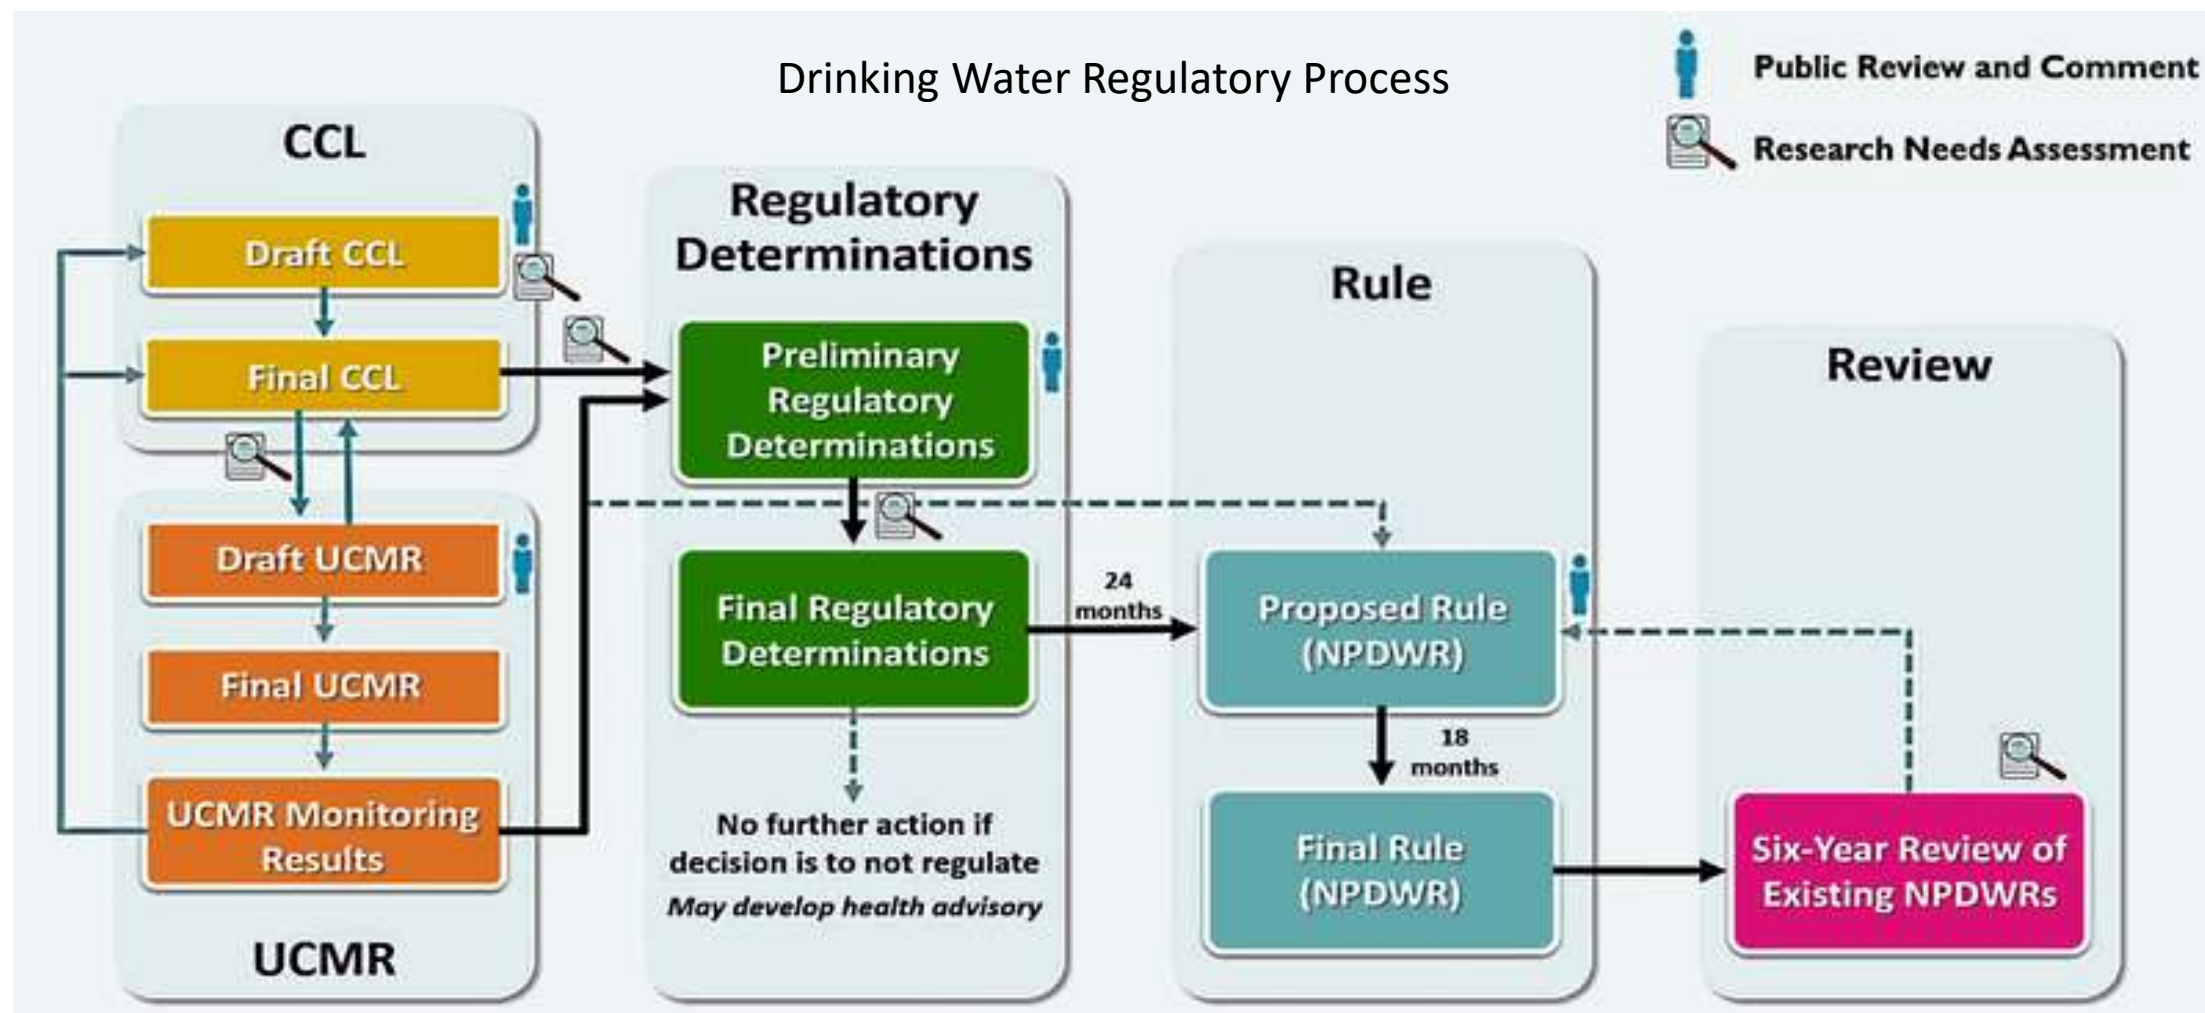 Drinking Water Regulatory Process
Public Review and Comment
Research Needs Assessment
CCL
Draft CCL
Final CCL
Draft UCMR
Final UCMR
UCMR Monitoring
Results
UCMR
Regulatory
Determinations
Preliminary
Regulatory
Determinations
Final Regulatory
Determinations
No further action if
decision is to not regulate
May develop health advisory
24
months
Rule
Proposed Rule
(NPDWR)
18
months
Final Rule
(NPDWR)
Review
Six-Year Review of
Existing NPDWRs